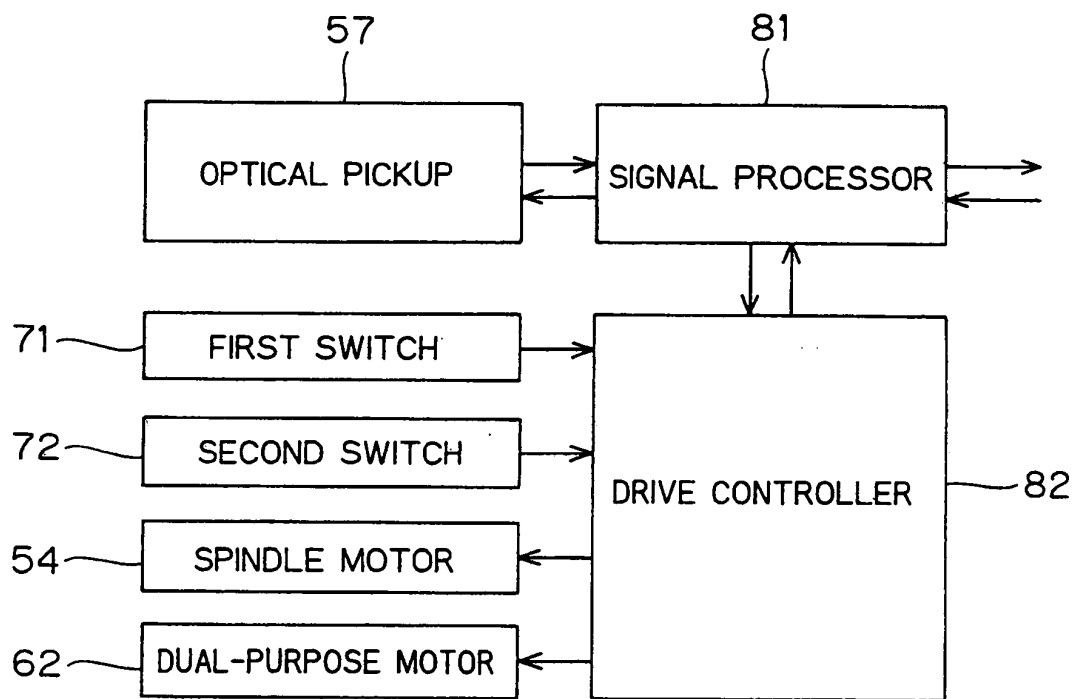 57
81
OPTICAL PICKUP
SIGNAL PROCESSOR
71
FIRST SWITCH
72
SECOND SWITCH
DRIVE CONTROLLER
82
54
SPINDLE MOTOR
62
DUAL-PURPOSE MOTOR